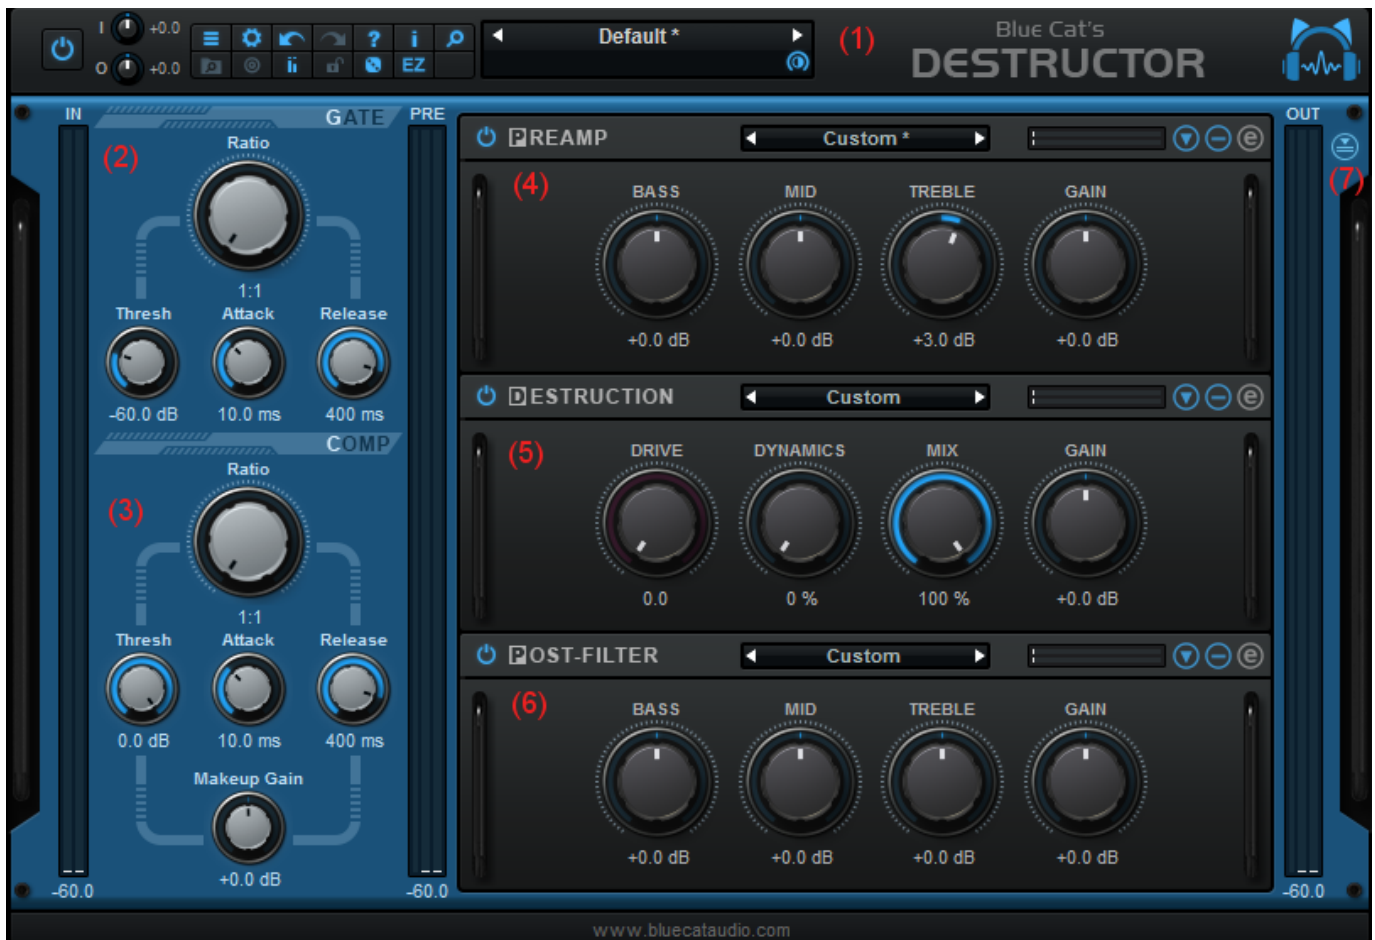 I +0.0
O +0.0
?
i
ii
EZ
Default *
(1)
Blue Cat's
DESTRUCTOR
IN
GATE
PRE
(2)
Ratio
1:1
Thresh Attack Release
-60.0 dB 10.0 ms 400 ms
COMP
Ratio
(3)
1:1
Thresh Attack Release
0.0 dB 10.0 ms 400 ms
Makeup Gain
+0.0 dB
-60.0
-60.0
PREAMP Custom * e
(4)
BASS MID TREBLE GAIN
+0.0 dB +0.0 dB +3.0 dB +0.0 dB
DESTRUCTION Custom e
(5)
DRIVE DYNAMICS MIX GAIN
0.0 0 % 100 % +0.0 dB
POST-FILTER Custom e
(6)
BASS MID TREBLE GAIN
+0.0 dB +0.0 dB +0.0 dB +0.0 dB
OUT
(7)
-60.0
www.bluecataudio.com